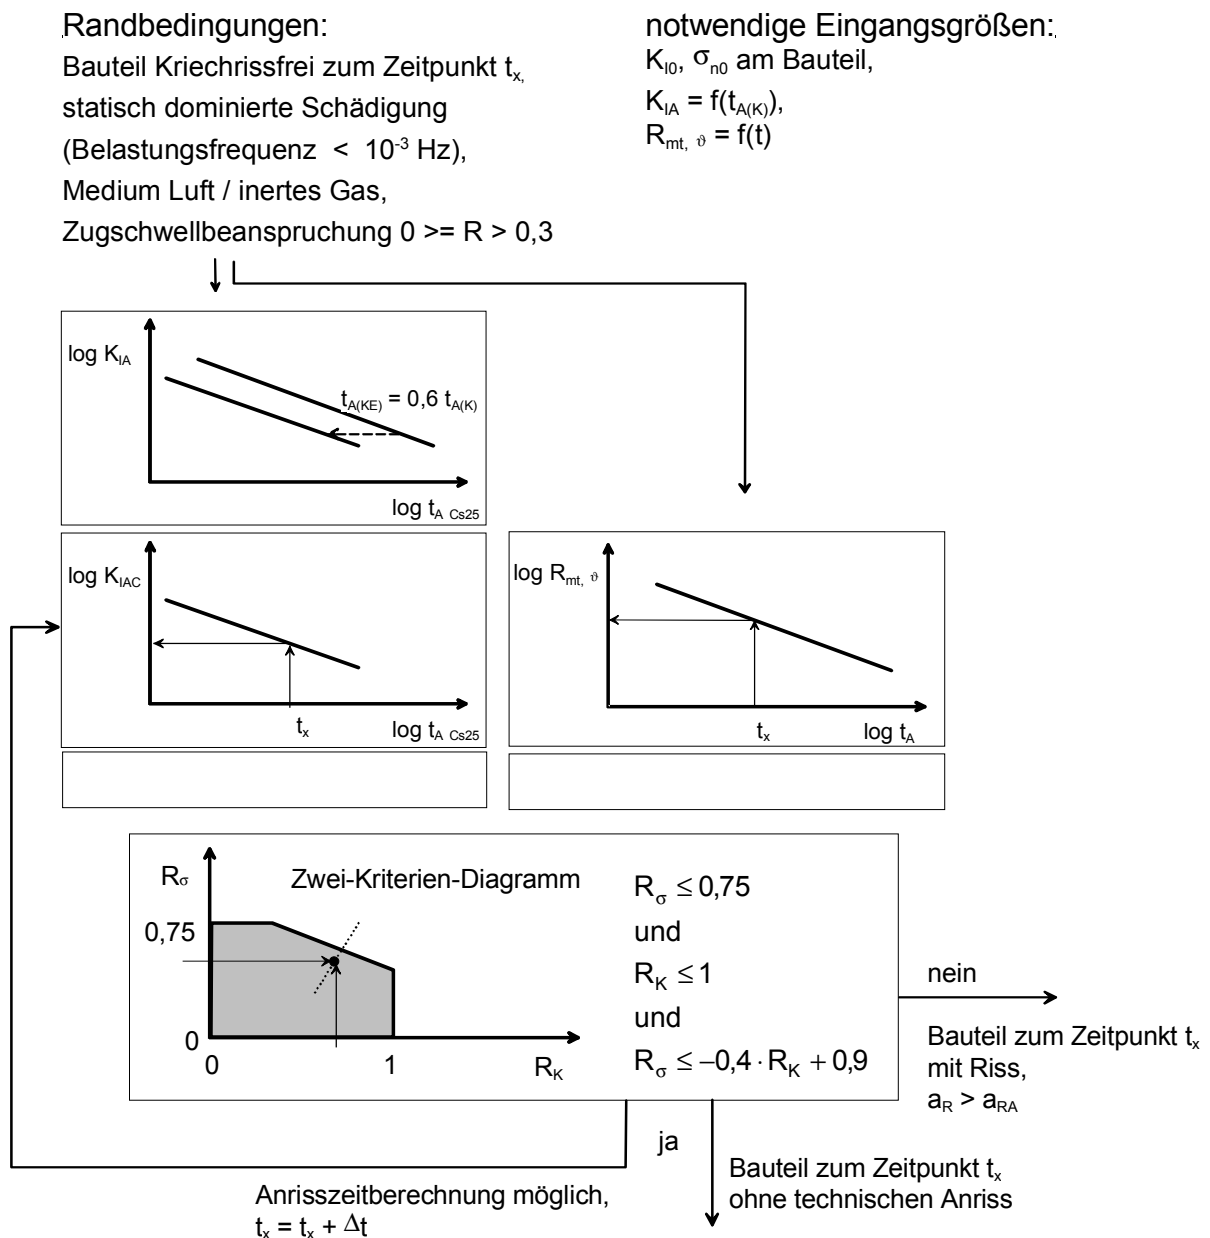 Randbedingungen:
Bauteil Kriechrissfrei zum Zeitpunkt tx,
statisch dominierte Schädigung
(Belastungsfrequenz < 10-3 Hz),
Medium Luft / inertes Gas,
Zugschwellbeanspruchung 0 >= R > 0,3
notwendige Eingangsgrößen:
KI0, σn0 am Bauteil,
KIA = f(tA(K)),
Rmt, ϑ = f(t)
log KIA
tA(KE) = 0,6 tA(K)
log tA Cs25
log KIAC
tx
log tA Cs25
log Rmt, ϑ
tx
log tA
Rσ
Zwei-Kriterien-Diagramm
0,75
0
0
1
RK
Rσ ≤ 0,75
und
RK ≤ 1
und
Rσ ≤ −0,4 · RK + 0,9
nein
Bauteil zum Zeitpunkt tx
mit Riss,
aR > aRA
ja
Bauteil zum Zeitpunkt tx
ohne technischen Anriss
Anrisszeitberechnung möglich,
tx = tx + Δt